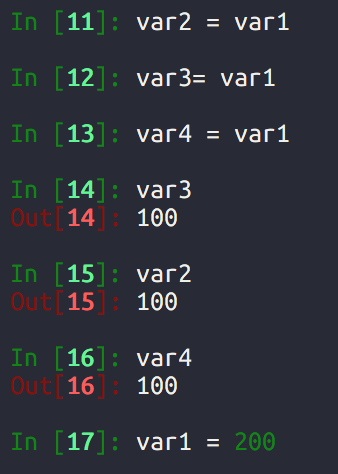 In [11]: var2 = var1
In [12]: var3= var1
In [13]: var4 = var1
In [14]: var3
Out[14]: 100
In [15]: var2
Out[15]: 100
In [16]: var4
Out[16]: 100
In [17]: var1 = 200